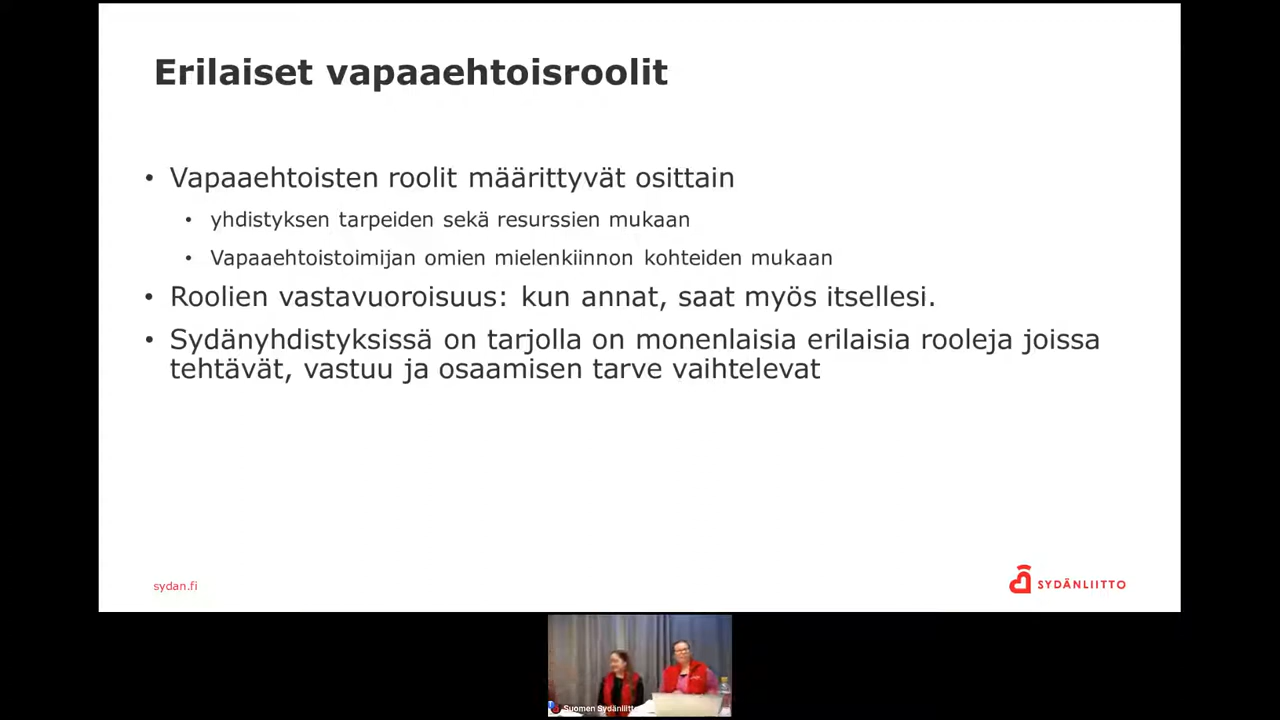 Erilaiset vapaaehtoisroolit
• Vapaaehtoisten roolit määrittyvät osittain
• yhdistyksen tarpeiden sekä resurssien mukaan
• Vapaaehtoistoimijan omien mielenkiinnon kohteiden mukaan
• Roolien vastavuoroisuus: kun annat, saat myös itsellesi.
• Sydänyhdistyksissä on tarjolla on monenlaisia erilaisia rooleja joissa
tehtävät, vastuu ja osaamisen tarve vaihtelevat
sydan.fi
SYDÄNLIITTO
Suomen Sydänliitto